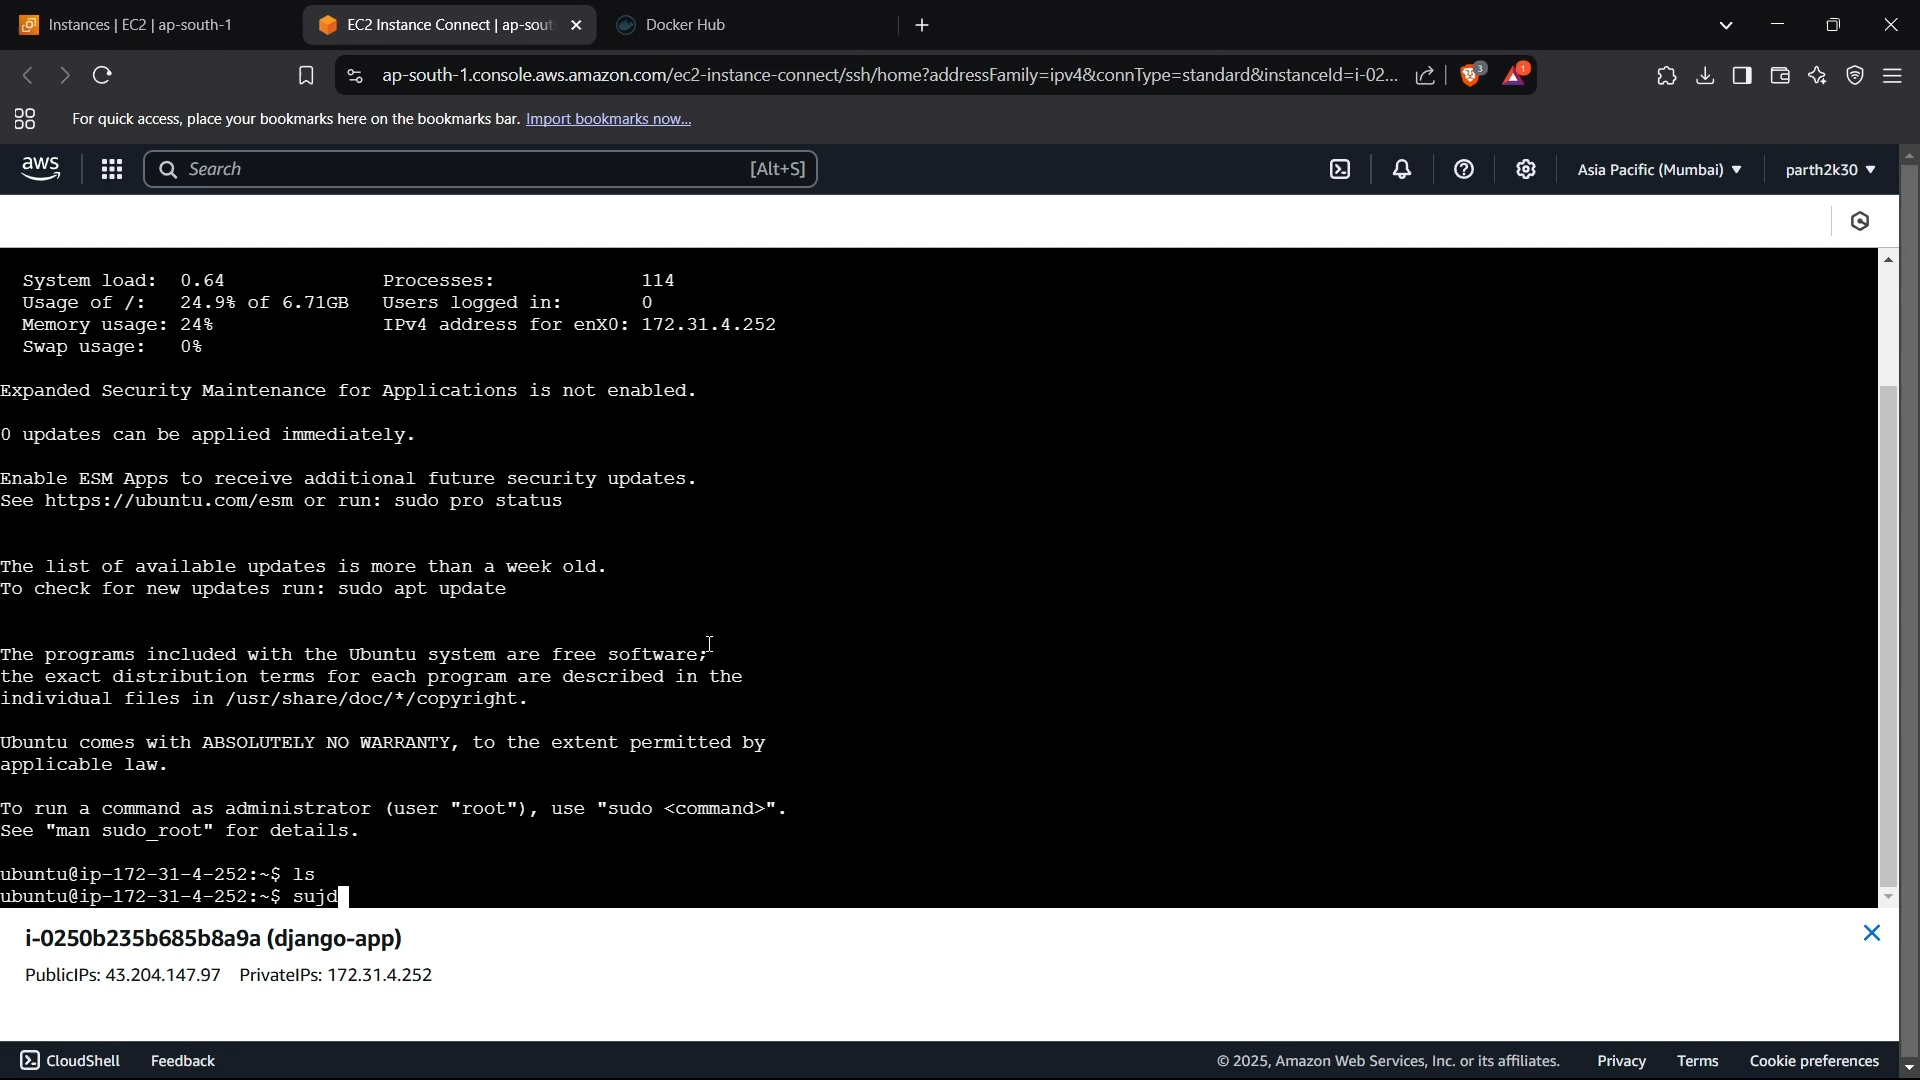 Instances | EC2 | ap-south-1
EC2 Instance Connect | ap-sout
Docker Hub
ap-south-1.console.aws.amazon.com/ec2-instance-connect/ssh/home?addressFamily=ipv4&connType=standard&instanceId=i-02...
3
1
For quick access, place your bookmarks here on the bookmarks bar. Import bookmarks now...
aws
Search
[Alt+S]
Asia Pacific (Mumbai)
parth2k30
System load: 0.64 Processes: 114
Usage of /: 24.9% of 6.71GB Users logged in: 0
Memory usage: 24% IPv4 address for enX0: 172.31.4.252
Swap usage: 0%
Expanded Security Maintenance for Applications is not enabled.
0 updates can be applied immediately.
Enable ESM Apps to receive additional future security updates.
See https://ubuntu.com/esm or run: sudo pro status
The list of available updates is more than a week old.
To check for new updates run: sudo apt update
The programs included with the Ubuntu system are free software;
the exact distribution terms for each program are described in the
individual files in /usr/share/doc/*/copyright.
Ubuntu comes with ABSOLUTELY NO WARRANTY, to the extent permitted by
applicable law.
To run a command as administrator (user "root"), use "sudo <command>".
See "man sudo_root" for details.
ubuntu@ip-172-31-4-252:~$ ls
ubuntu@ip-172-31-4-252:~$ sujd
i-0250b235b685b8a9a (django-app)
PublicIPs: 43.204.147.97 PrivateIPs: 172.31.4.252
CloudShell
Feedback
© 2025, Amazon Web Services, Inc. or its affiliates.
Privacy
Terms
Cookie preferences